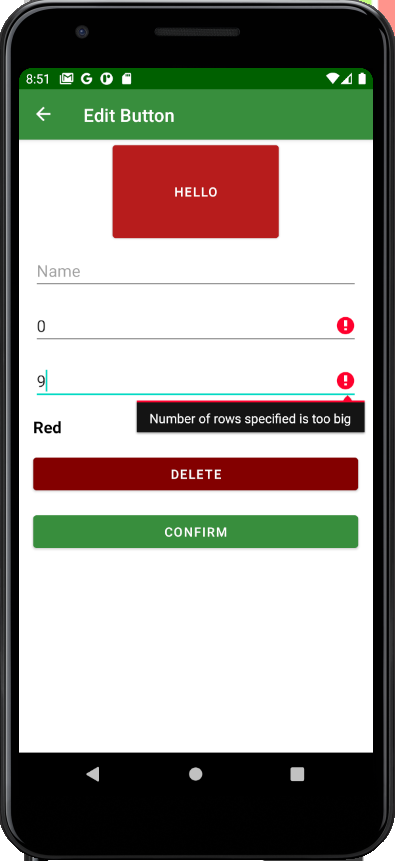 8:51
Edit Button
HELLO
Name
0
9
Number of rows specified is too big
Red
DELETE
CONFIRM